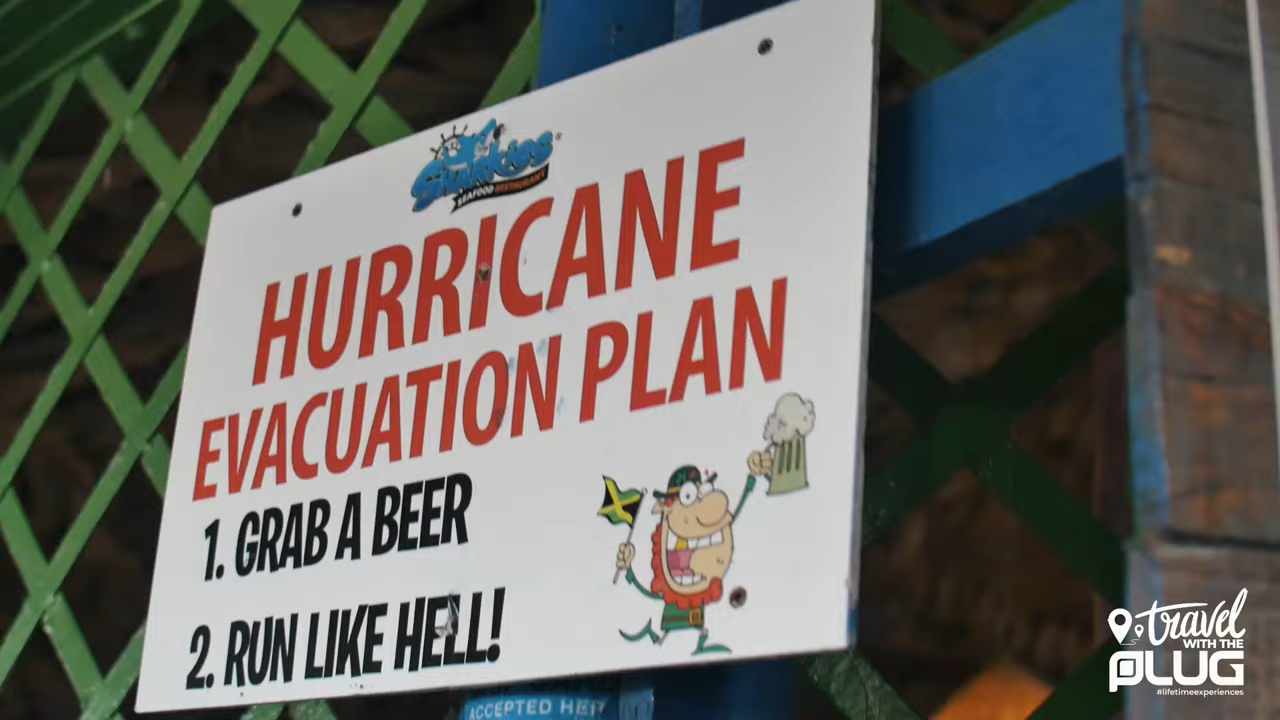 Sharkies
SEAFOOD RESTAURANT
HURRICANE
EVACUATION PLAN
1. GRAB A BEER
2. RUN LIKE HELL!
ACCEPTED HER
travel
WITH THE
PLUG
#lifetimeexperiences